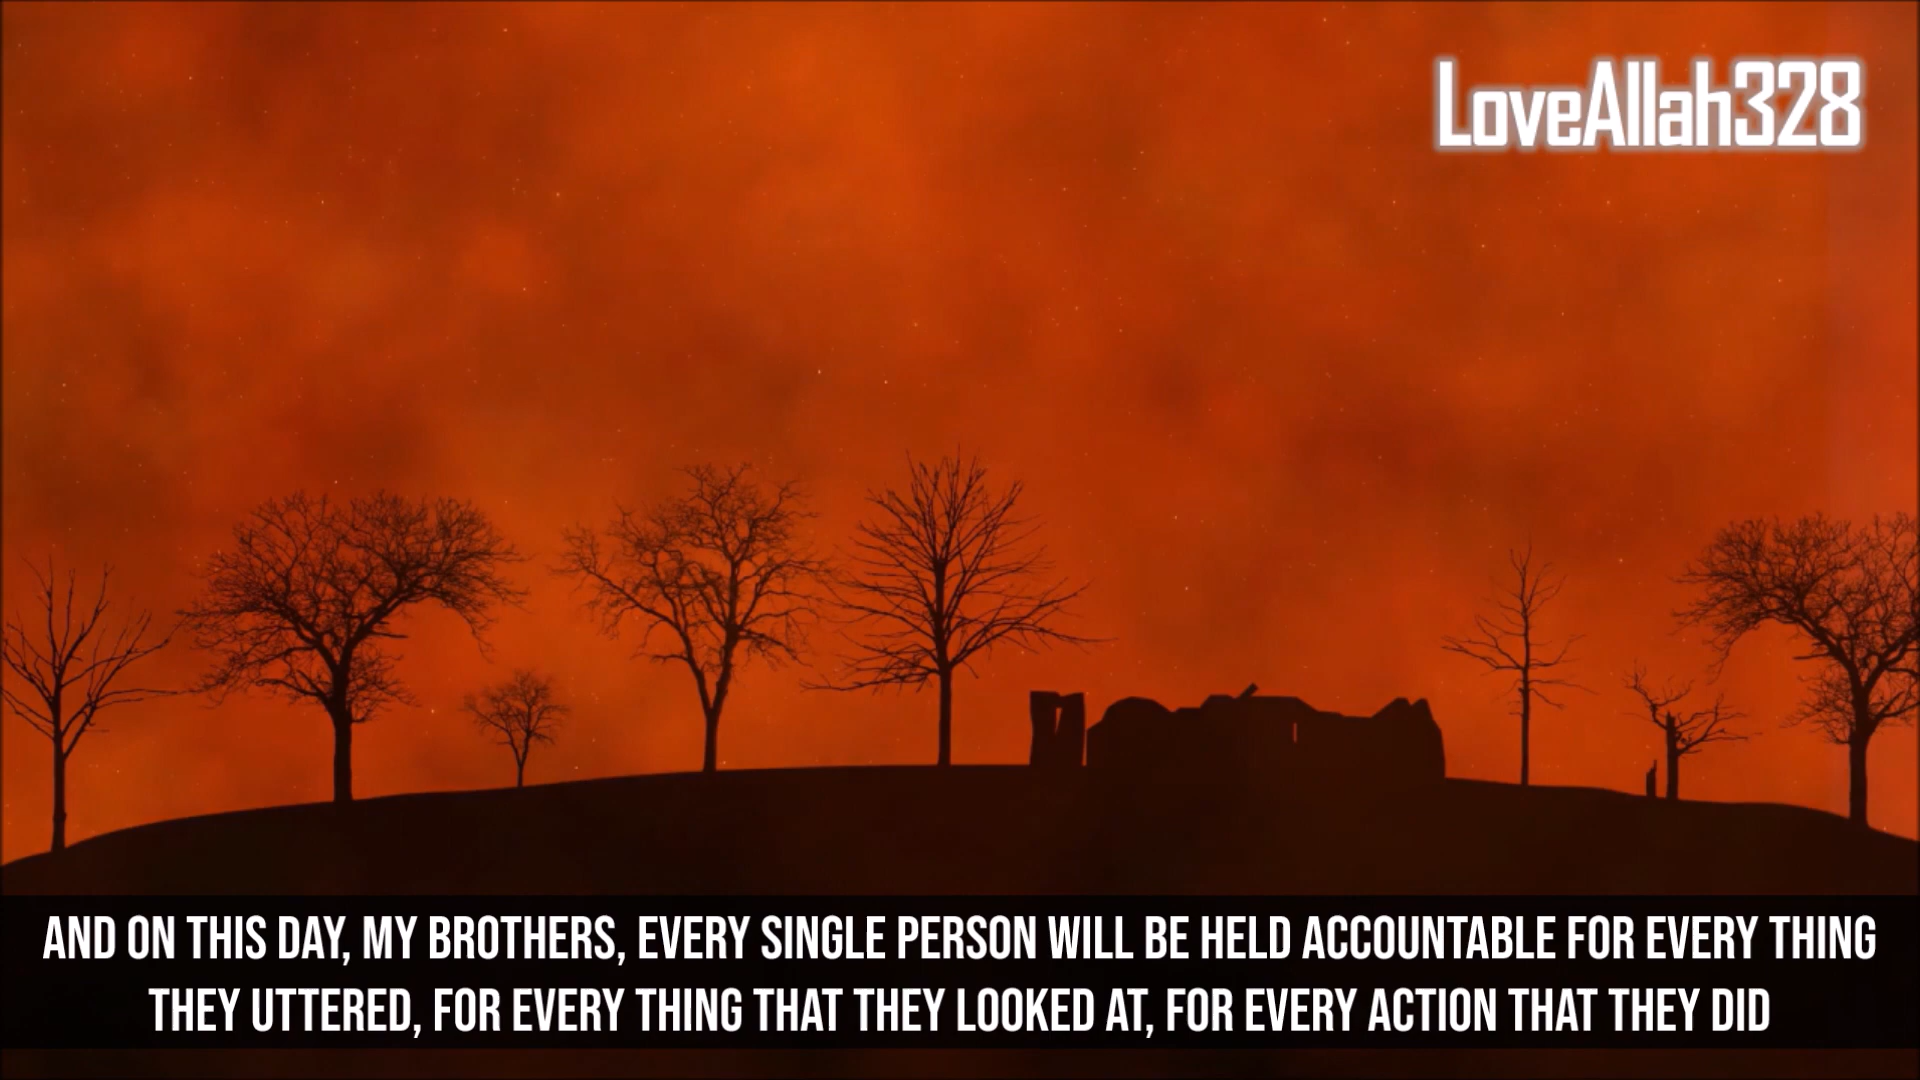 LoveAllah328
AND ON THIS DAY, MY BROTHERS, EVERY SINGLE PERSON WILL BE HELD ACCOUNTABLE FOR EVERY THING
THEY UTTERED, FOR EVERY THING THAT THEY LOOKED AT, FOR EVERY ACTION THAT THEY DID